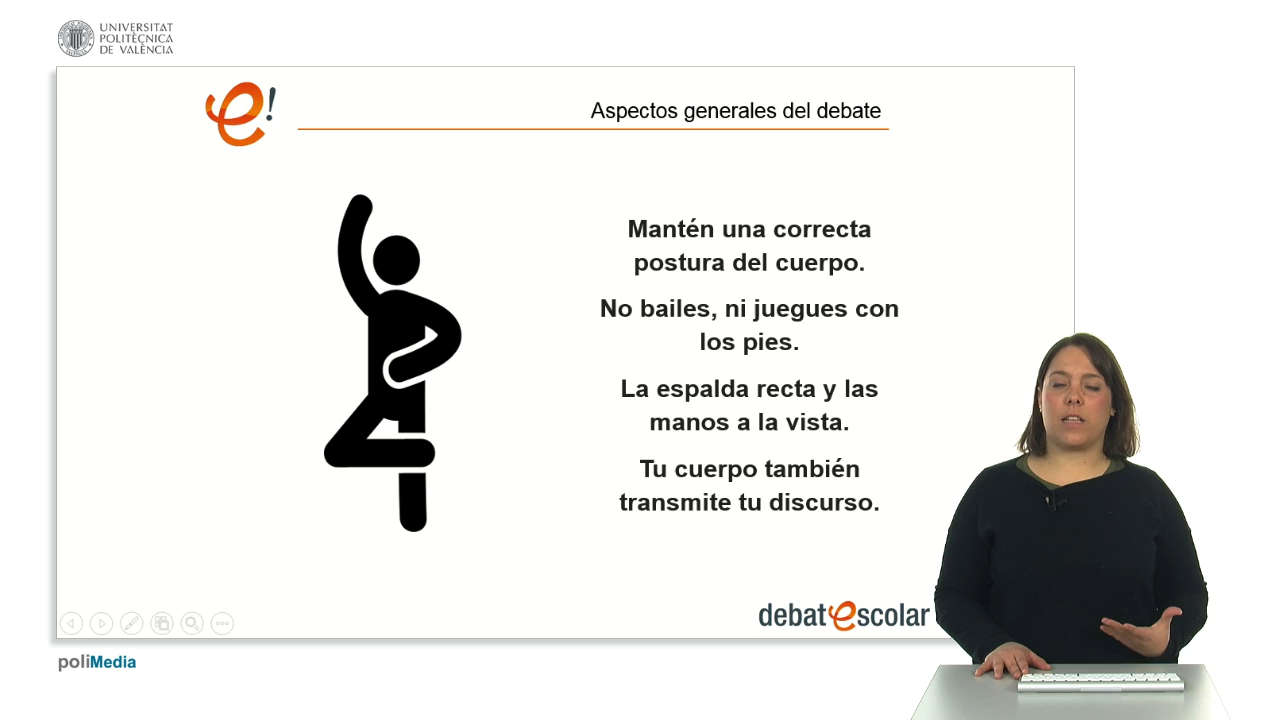 UNIVERSITAT
POLITÈCNICA
DE VALÈNCIA
e!
Aspectos generales del debate
Mantén una correcta
postura del cuerpo.
No bailes, ni juegues con
los pies.
La espalda recta y las
manos a la vista.
Tu cuerpo también
transmite tu discurso.
debatescolar
poliMedia